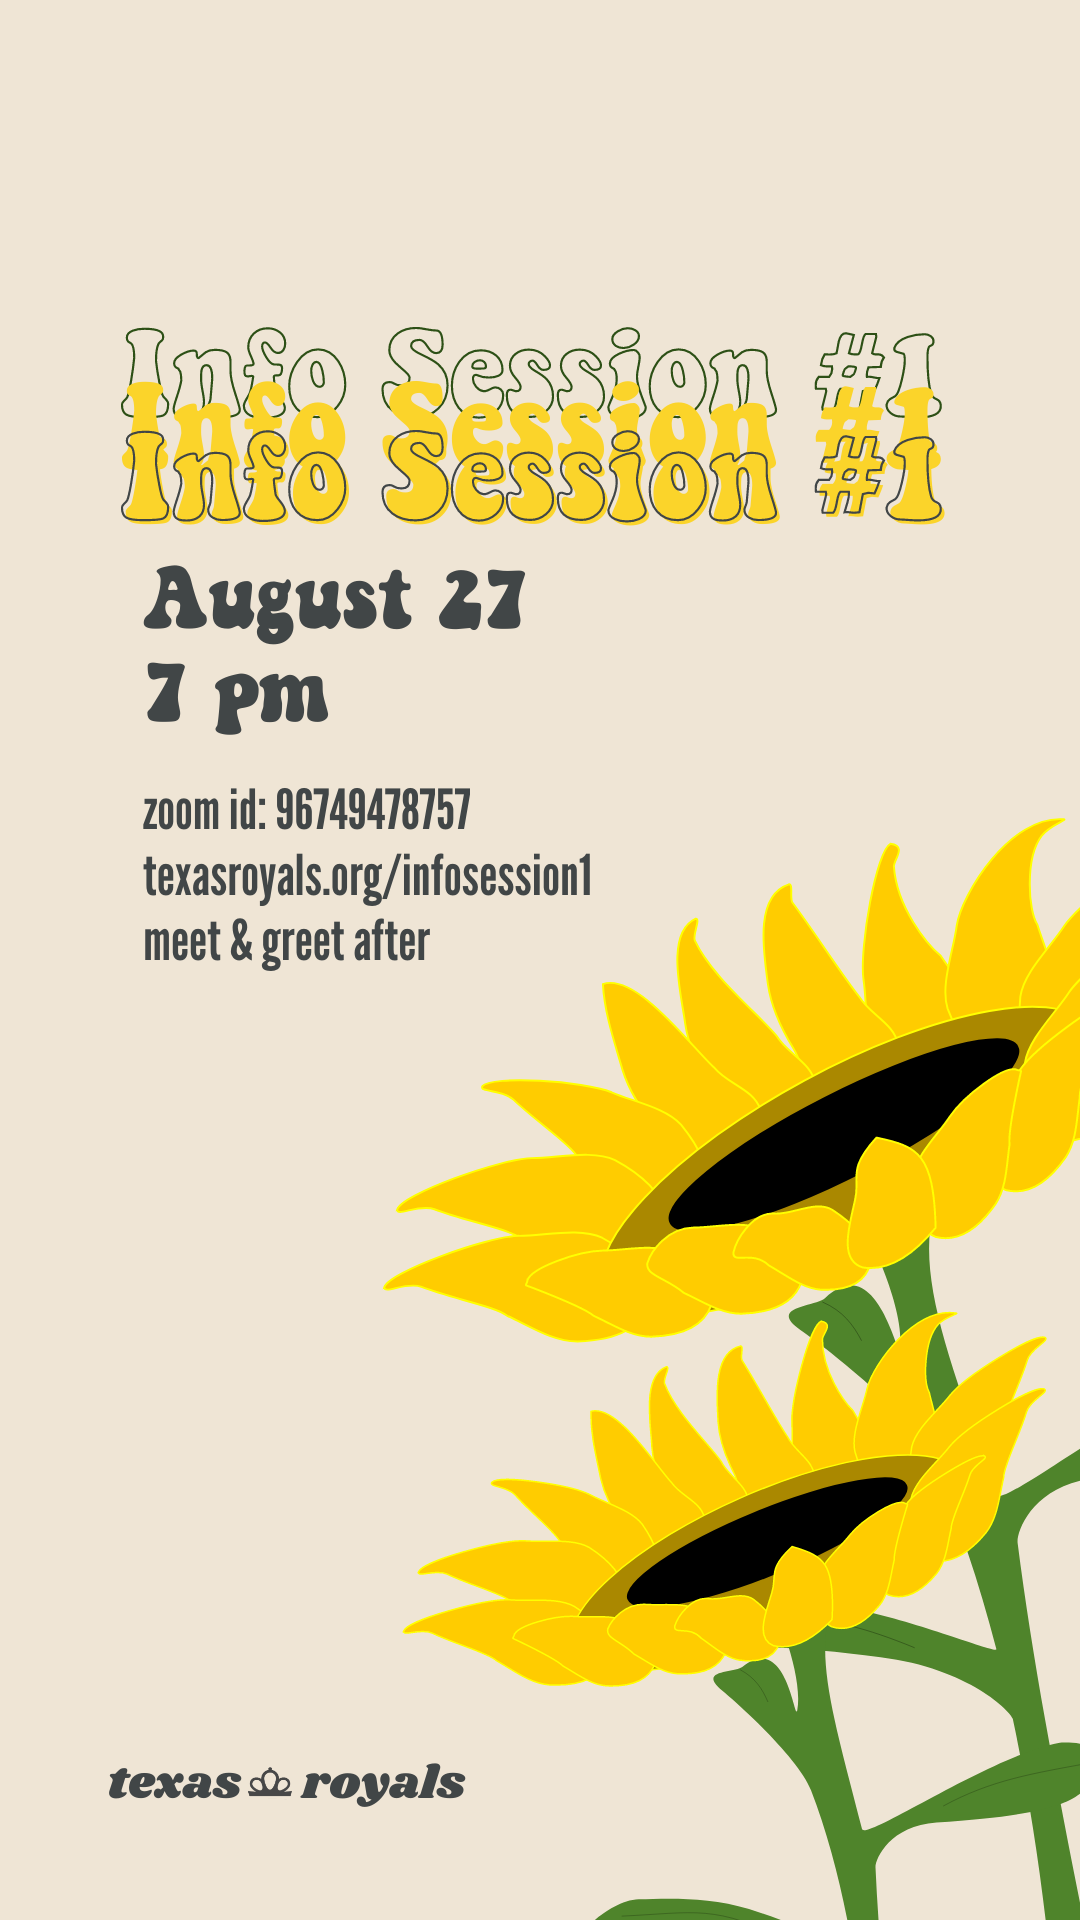 Info Session #1
Info Session #1
Info Session #1
August 27
7 pm
zoom id: 96749478757
texasroyals.org/infosession1
meet & greet after
texas royals